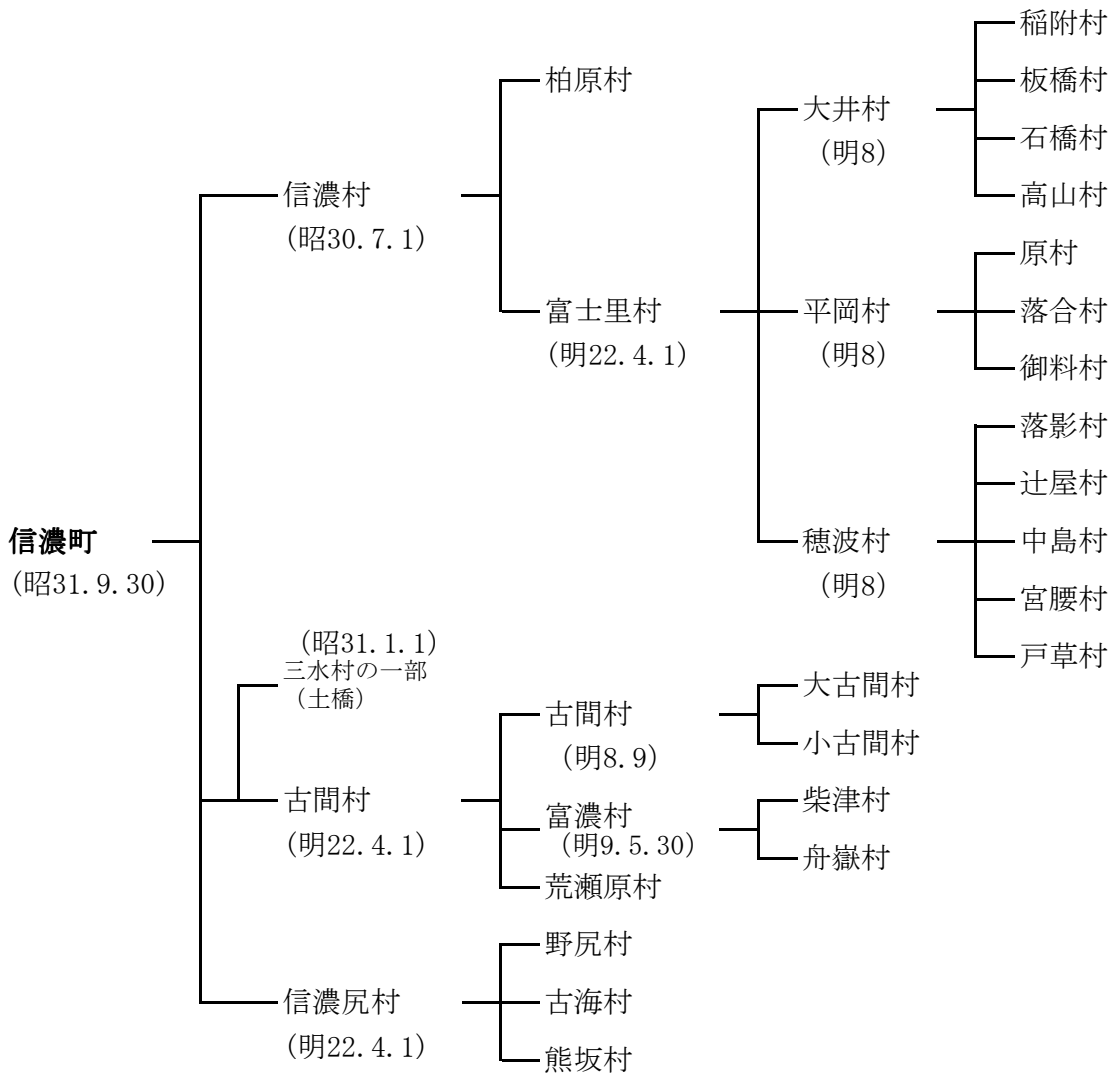 信濃町
(昭31.9.30)
信濃村
(昭30.7.1)
柏原村
富士里村
(明22.4.1)
大井村
(明8)
稲附村
板橋村
石橋村
高山村
平岡村
(明8)
原村
落合村
御料村
穂波村
(明8)
落影村
辻屋村
中島村
宮腰村
戸草村
(昭31.1.1)
三水村の一部
(土橋)
古間村
(明22.4.1)
古間村
(明8.9)
大古間村
小古間村
富濃村
(明9.5.30)
柴津村
舟嶽村
荒瀬原村
信濃尻村
(明22.4.1)
野尻村
古海村
熊坂村